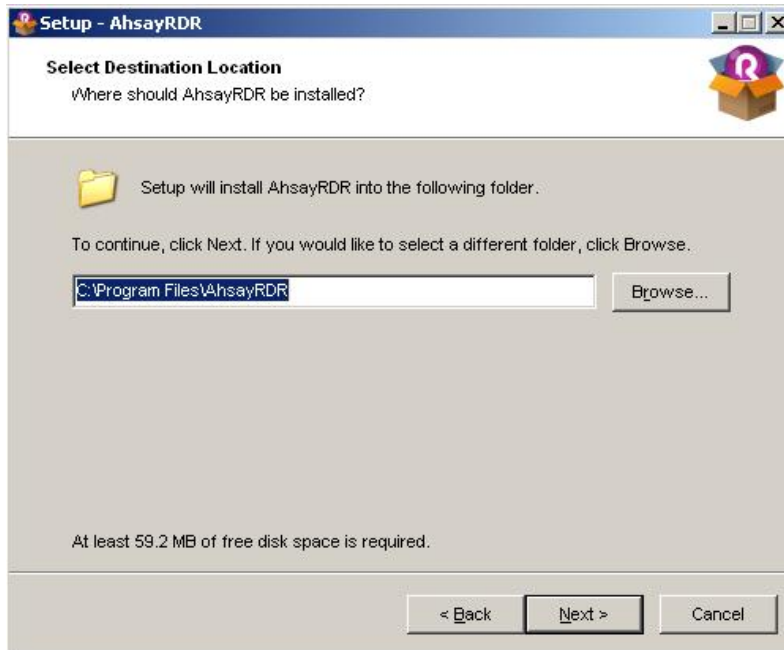 Setup - AhsayRDR
Select Destination Location
Where should AhsayRDR be installed?
R
Setup will install AhsayRDR into the following folder.
To continue, click Next. If you would like to select a different folder, click Browse.
C:\Program Files\AhsayRDR
Browse...
At least 59.2 MB of free disk space is required.
< Back
Next >
Cancel